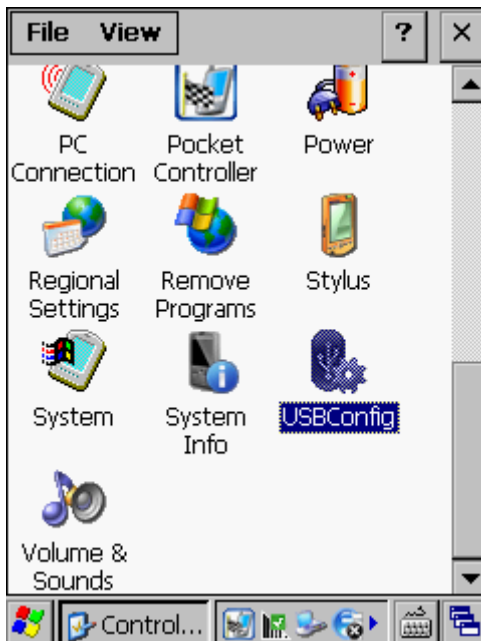 File View ? ×
PC Connection
Pocket Controller
Power
Regional Settings
Remove Programs
Stylus
System
System Info
USBConfig
Volume & Sounds
Control...